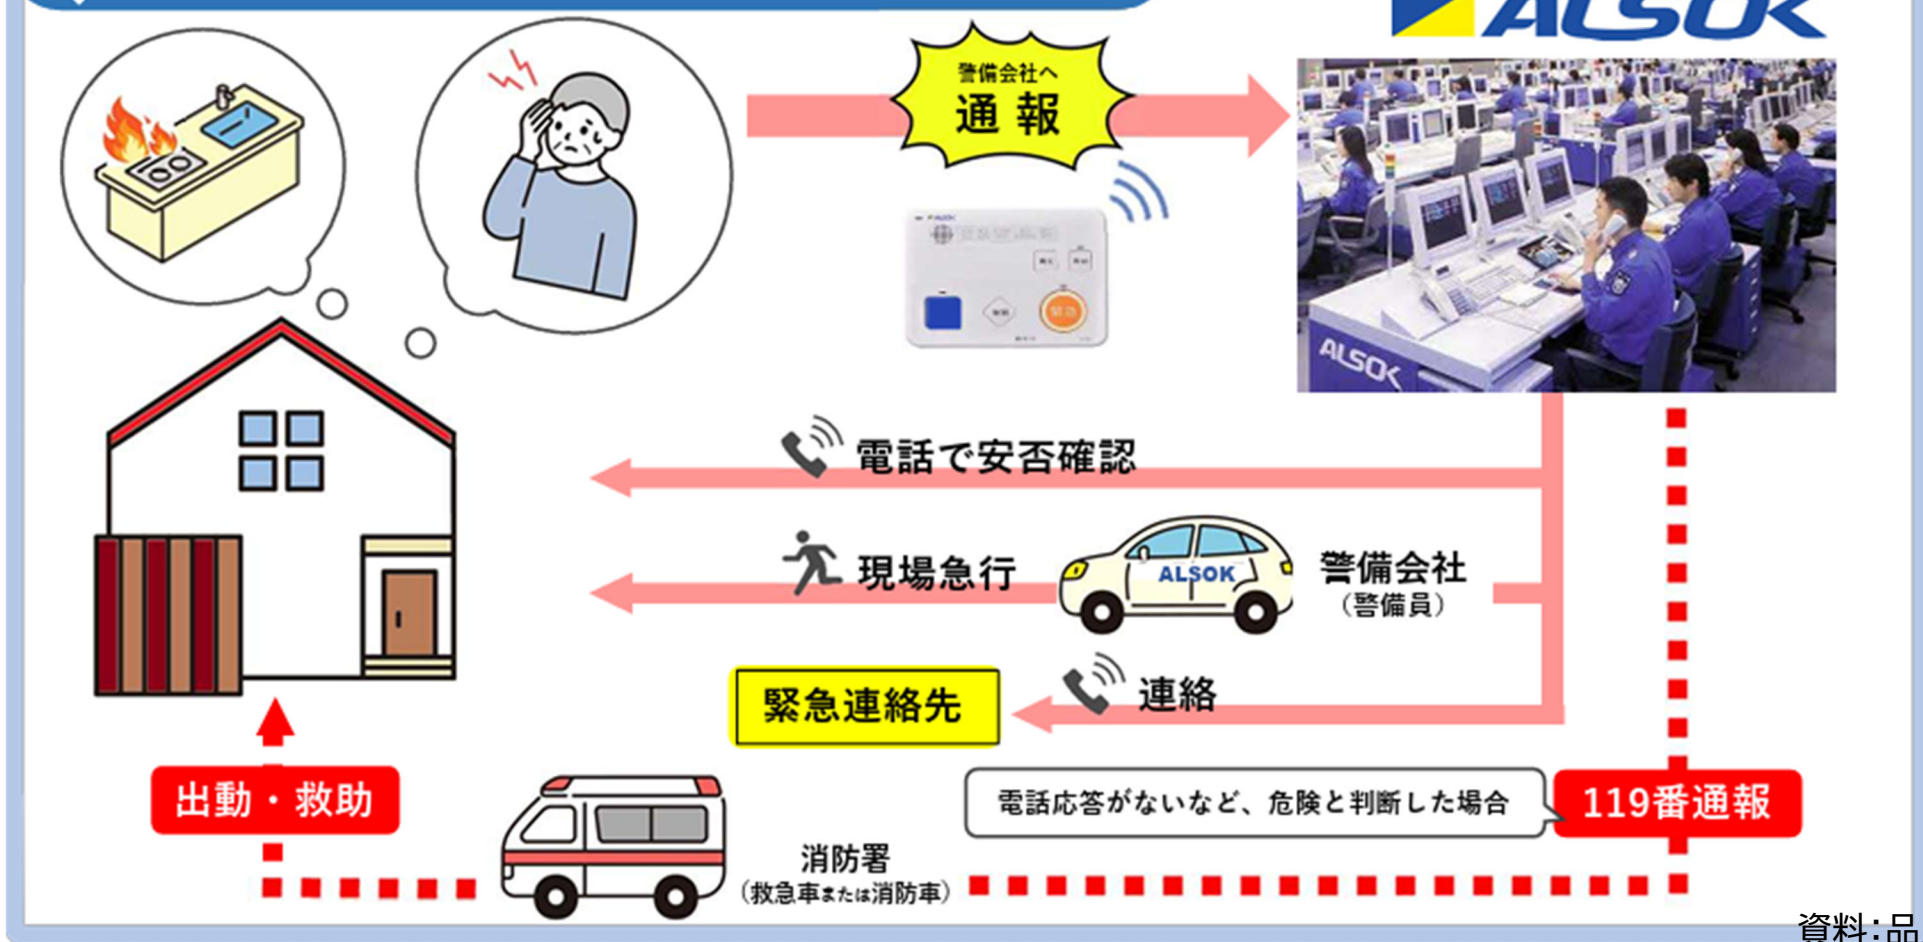 ALSOK
警備会社へ
通報
ALSOK
緊急
ALSOK
電話で安否確認
現場急行
ALSOK
警備会社
（警備員）
緊急連絡先
連絡
出動・救助
電話応答がないなど、危険と判断した場合
119番通報
消防署
（救急車または消防車）
資料：品